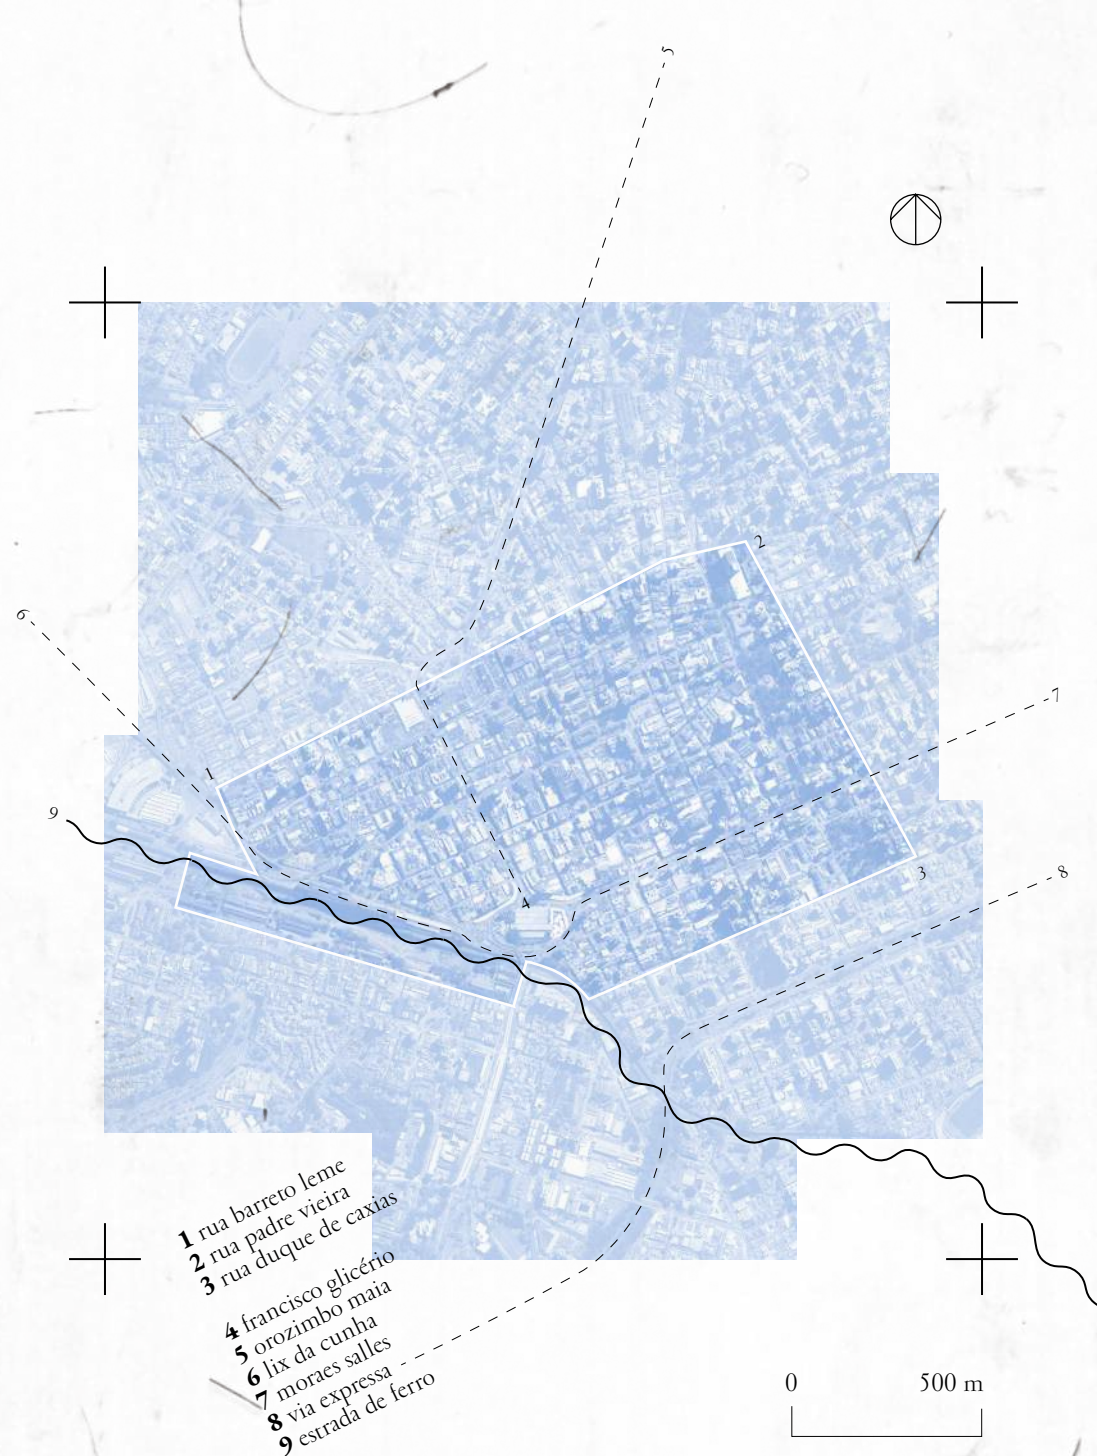 5
2
6
7
1
9
8
3
4
1 rua barreto leme
2 rua padre vieira
3 rua duque de caxias
4 francisco glicério
5 orozimbo maia
6 lix da cunha
7 moraes salles
8 via expressa
9 estrada de ferro
0 500 m